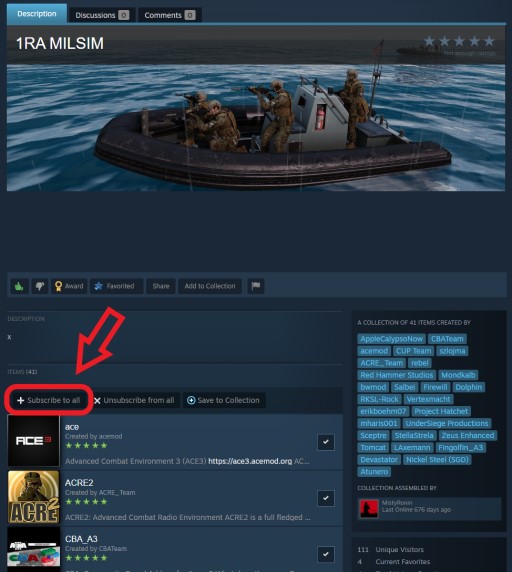 Description
Discussions 0
Comments 0
1RA MILSIM
Not enough ratings
Award
Favorited
Share
Add to Collection
DESCRIPTION
x
ITEMS (41)
Subscribe to all
Unsubscribe from all
Save to Collection
ACE3
ace
Created by acemod
Advanced Combat Environment 3 (ACE3) https://ace3.acemod.org AC...
ACRE2
ACRE2
Created by ACRE_Team
ACRE2: Advanced Combat Radio Environment ACRE2 is a full fledged ...
CBA_A3
Created by CBATeam
A COLLECTION OF 41 ITEMS CREATED BY
AppleCalypsoNow CBATeam
acemod CUP Team szlojma
ACRE_Team rebel
Red Hammer Studios Mondkalb
bwmod Salbei Firewill Dolphin
RKSL-Rock Vertexmacht
erikboehm07 Project Hatchet
mharis001 UnderSiege Productions
Sceptre StellaStrela Zeus Enhanced
Tomcat LAxemann Fingolfin_A3
Devastator Nickel Steel (SGD)
Atunero
COLLECTION ASSEMBLED BY
MistyRonin
Last Online 676 days ago
111 Unique Visitors
4 Current Favorites